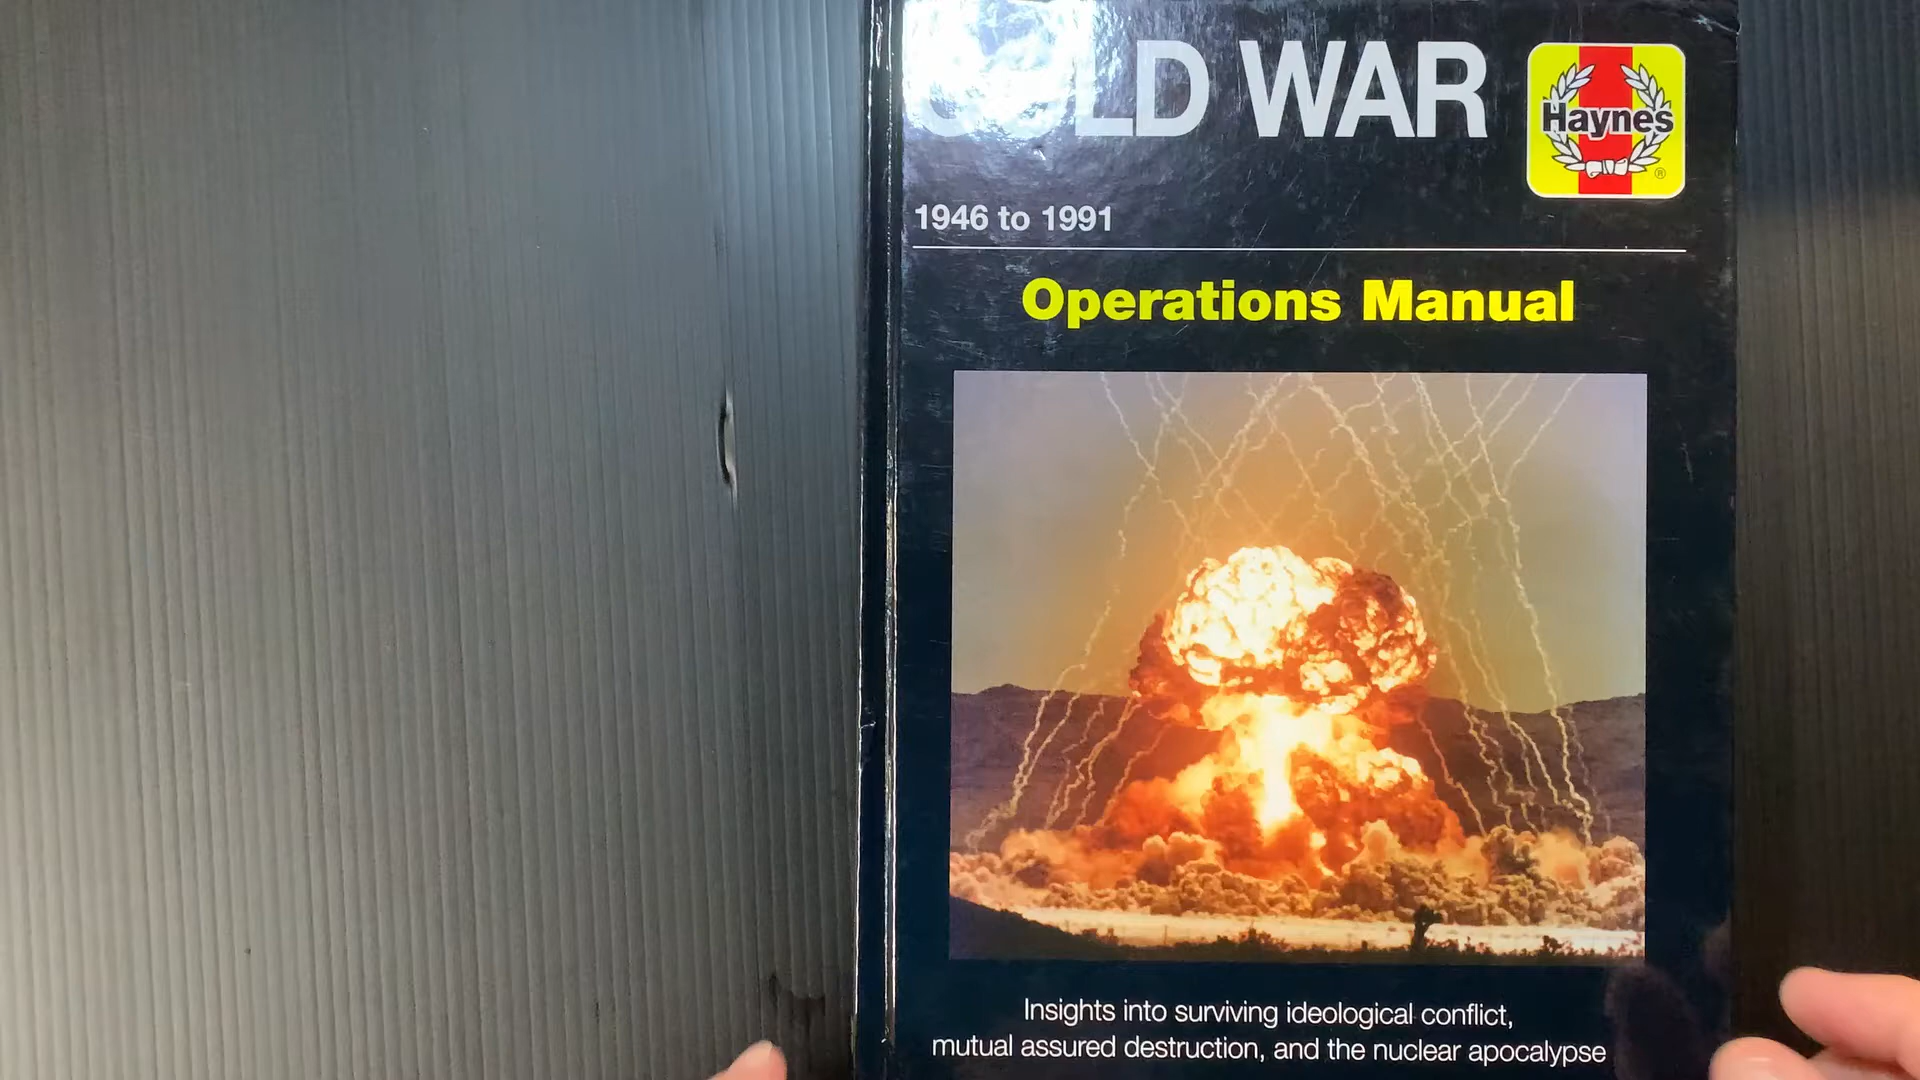 COLD WAR
Haynes
®
1946 to 1991
Operations Manual
Insights into surviving ideological conflict,
mutual assured destruction, and the nuclear apocalypse